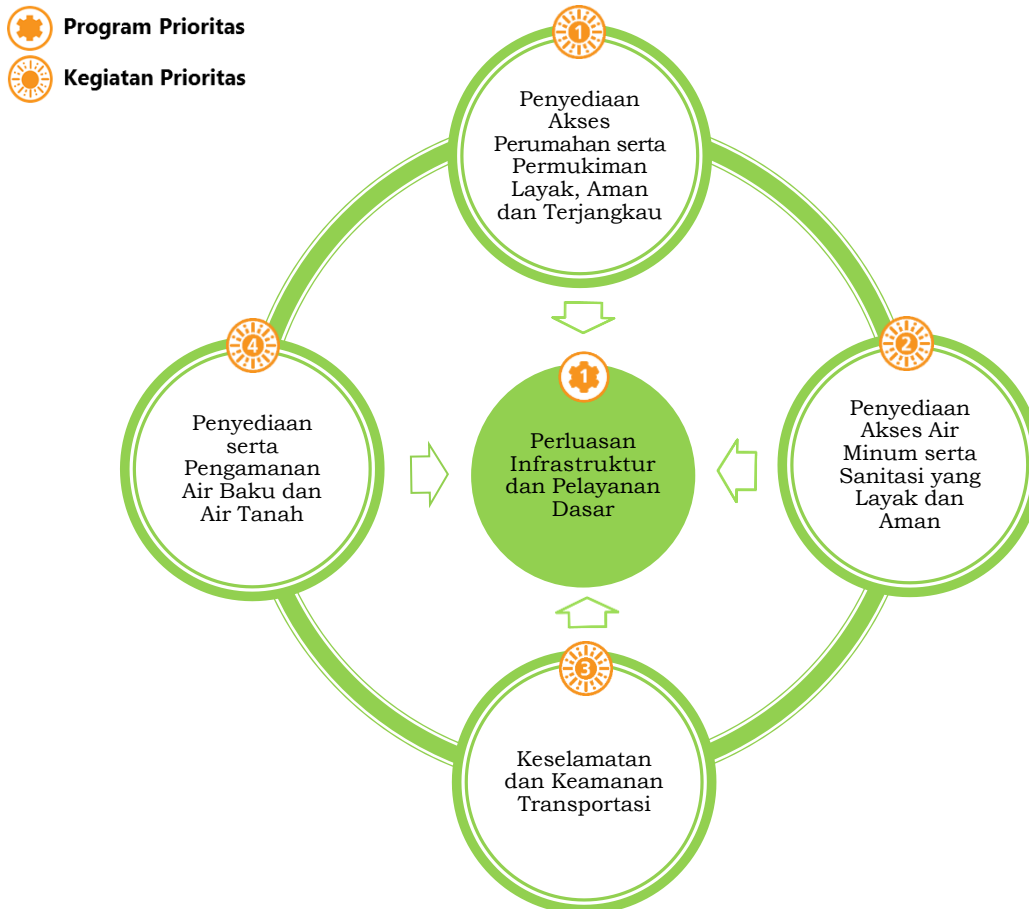 Program Prioritas
Kegiatan Prioritas
1
Penyediaan
Akses
Perumahan serta
Permukiman
Layak, Aman
dan Terjangkau
2
Penyediaan
Akses Air
Minum serta
Sanitasi yang
Layak dan
Aman
3
Keselamatan
dan Keamanan
Transportasi
4
Penyediaan
serta
Pengamanan
Air Baku dan
Air Tanah
1
Perluasan
Infrastruktur
dan Pelayanan
Dasar